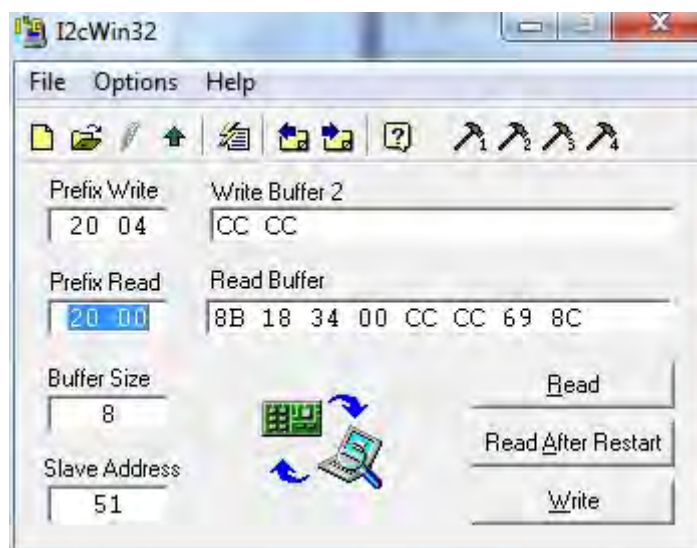 I2cWin32
File Options Help
Prefix Write Write Buffer 2
20 04 CC CC
Prefix Read Read Buffer
20 00 8B 18 34 00 CC CC 69 8C
Buffer Size
8
Read
Read After Restart
Slave Address
51
Write